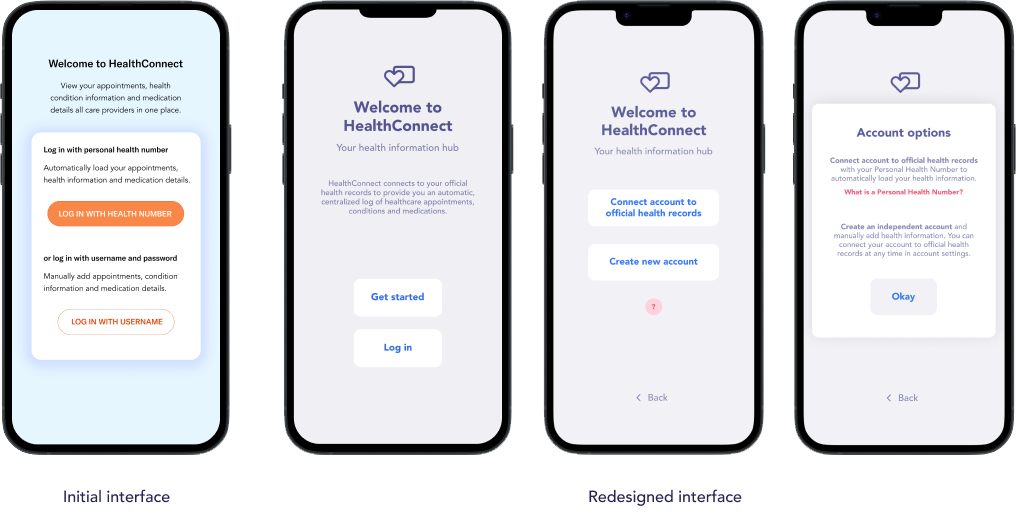 Welcome to HealthConnect
View your appointments, health
condition information and medication
details all care providers in one place.
Log in with personal health number
Automatically load your appointments,
health information and medication details.
LOG IN WITH HEALTH NUMBER
or log in with username and password
Manually add appointments, condition
information and medication details.
LOG IN WITH USERNAME
Initial interface
Welcome to
HealthConnect
Your health information hub
HealthConnect connects to your official
health records to provide you an automatic,
centralized log of healthcare appointments,
conditions and medications.
Get started
Log in
Welcome to
HealthConnect
Your health information hub
Connect account to
official health records
Create new account
?
Back
Account options
Connect account to official health records
with your Personal Health Number to
automatically load your health information.
What is a Personal Health Number?
Create an independent account and
manually add health information. You can
connect your account to official health
records at any time in account settings.
Okay
Back
Redesigned interface